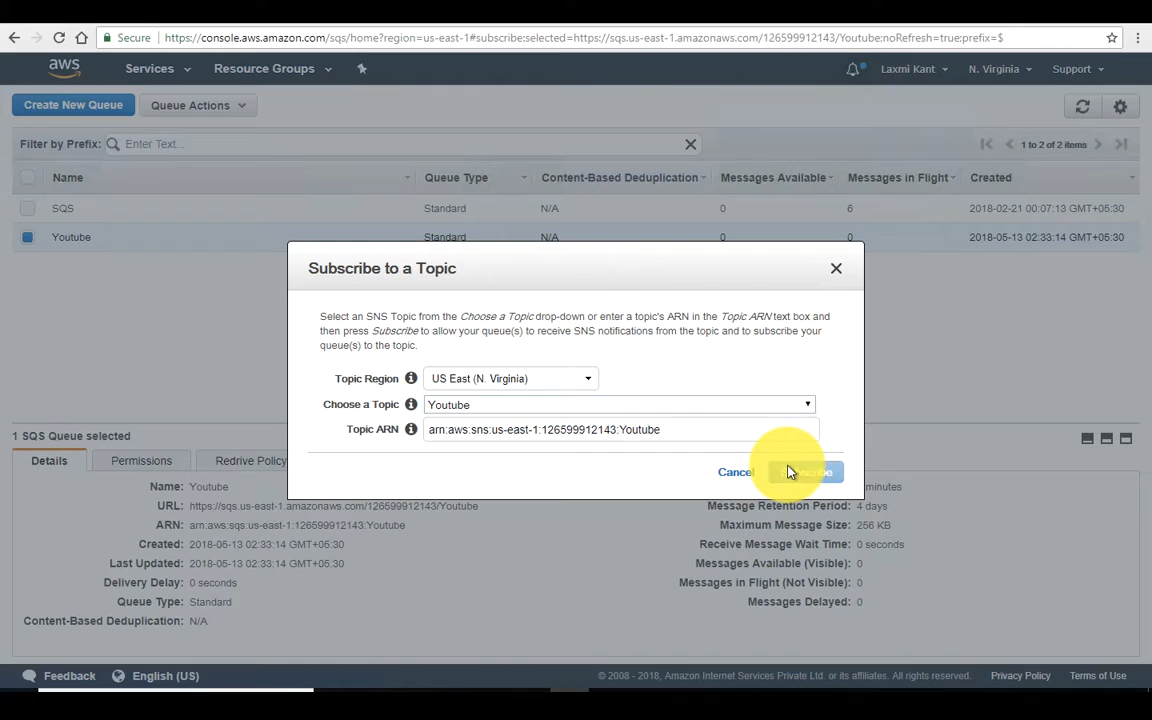 Secure https://console.aws.amazon.com/sqs/home?region=us-east-1#subscribe:selected=https://sqs.us-east-1.amazonaws.com/126599912143/Youtube:noRefresh=true;prefix=$
aws Services Resource Groups Laxmi Kant N. Virginia Support
Create New Queue Queue Actions
Filter by Prefix: Enter Text... 1 to 2 of 2 items
Name Queue Type Content-Based Deduplication Messages Available Messages in Flight Created
SQS Standard N/A 0 6 2018-02-21 00:07:13 GMT+05:30
Youtube Standard N/A 0 0 2018-05-13 02:33:14 GMT+05:30
Subscribe to a Topic
Select an SNS Topic from the Choose a Topic drop-down or enter a topic's ARN in the Topic ARN text box and
then press Subscribe to allow your queue(s) to receive SNS notifications from the topic and to subscribe your
queue(s) to the topic.
Topic Region US East (N. Virginia)
Choose a Topic Youtube
Topic ARN arn:aws:sns:us-east-1:126599912143:Youtube
Cancel Subscribe
1 SQS Queue selected
Details Permissions Redrive Policy
Name: Youtube minutes
URL: https://sqs.us-east-1.amazonaws.com/126599912143/Youtube Message Retention Period: 4 days
ARN: arn:aws:sqs:us-east-1:126599912143:Youtube Maximum Message Size: 256 KB
Created: 2018-05-13 02:33:14 GMT+05:30 Receive Message Wait Time: 0 seconds
Last Updated: 2018-05-13 02:33:14 GMT+05:30 Messages Available (Visible): 0
Delivery Delay: 0 seconds Messages in Flight (Not Visible): 0
Queue Type: Standard Messages Delayed: 0
Content-Based Deduplication: N/A
Feedback English (US) © 2008 - 2018, Amazon Internet Services Private Ltd. or its affiliates. All rights reserved. Privacy Policy Terms of Use